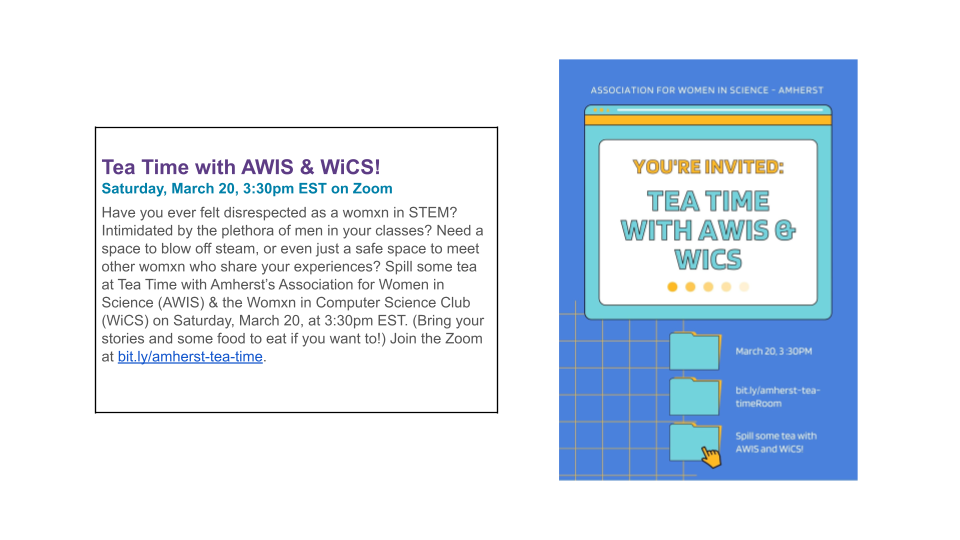 Tea Time with AWIS & WiCS!
Saturday, March 20, 3:30pm EST on Zoom
Have you ever felt disrespected as a womxn in STEM?
Intimidated by the plethora of men in your classes? Need a
space to blow off steam, or even just a safe space to meet
other womxn who share your experiences? Spill some tea
at Tea Time with Amherst’s Association for Women in
Science (AWIS) & the Womxn in Computer Science Club
(WiCS) on Saturday, March 20, at 3:30pm EST. (Bring your
stories and some food to eat if you want to!) Join the Zoom
at bit.ly/amherst-tea-time.
ASSOCIATION FOR WOMEN IN SCIENCE - AMHERST
YOU'RE INVITED:
TEA TIME
WITH AWIS &
WICS
March 20, 3:30PM
bit.ly/amherst-tea-
timeRoom
Spill some tea with
AWIS and WiCS!